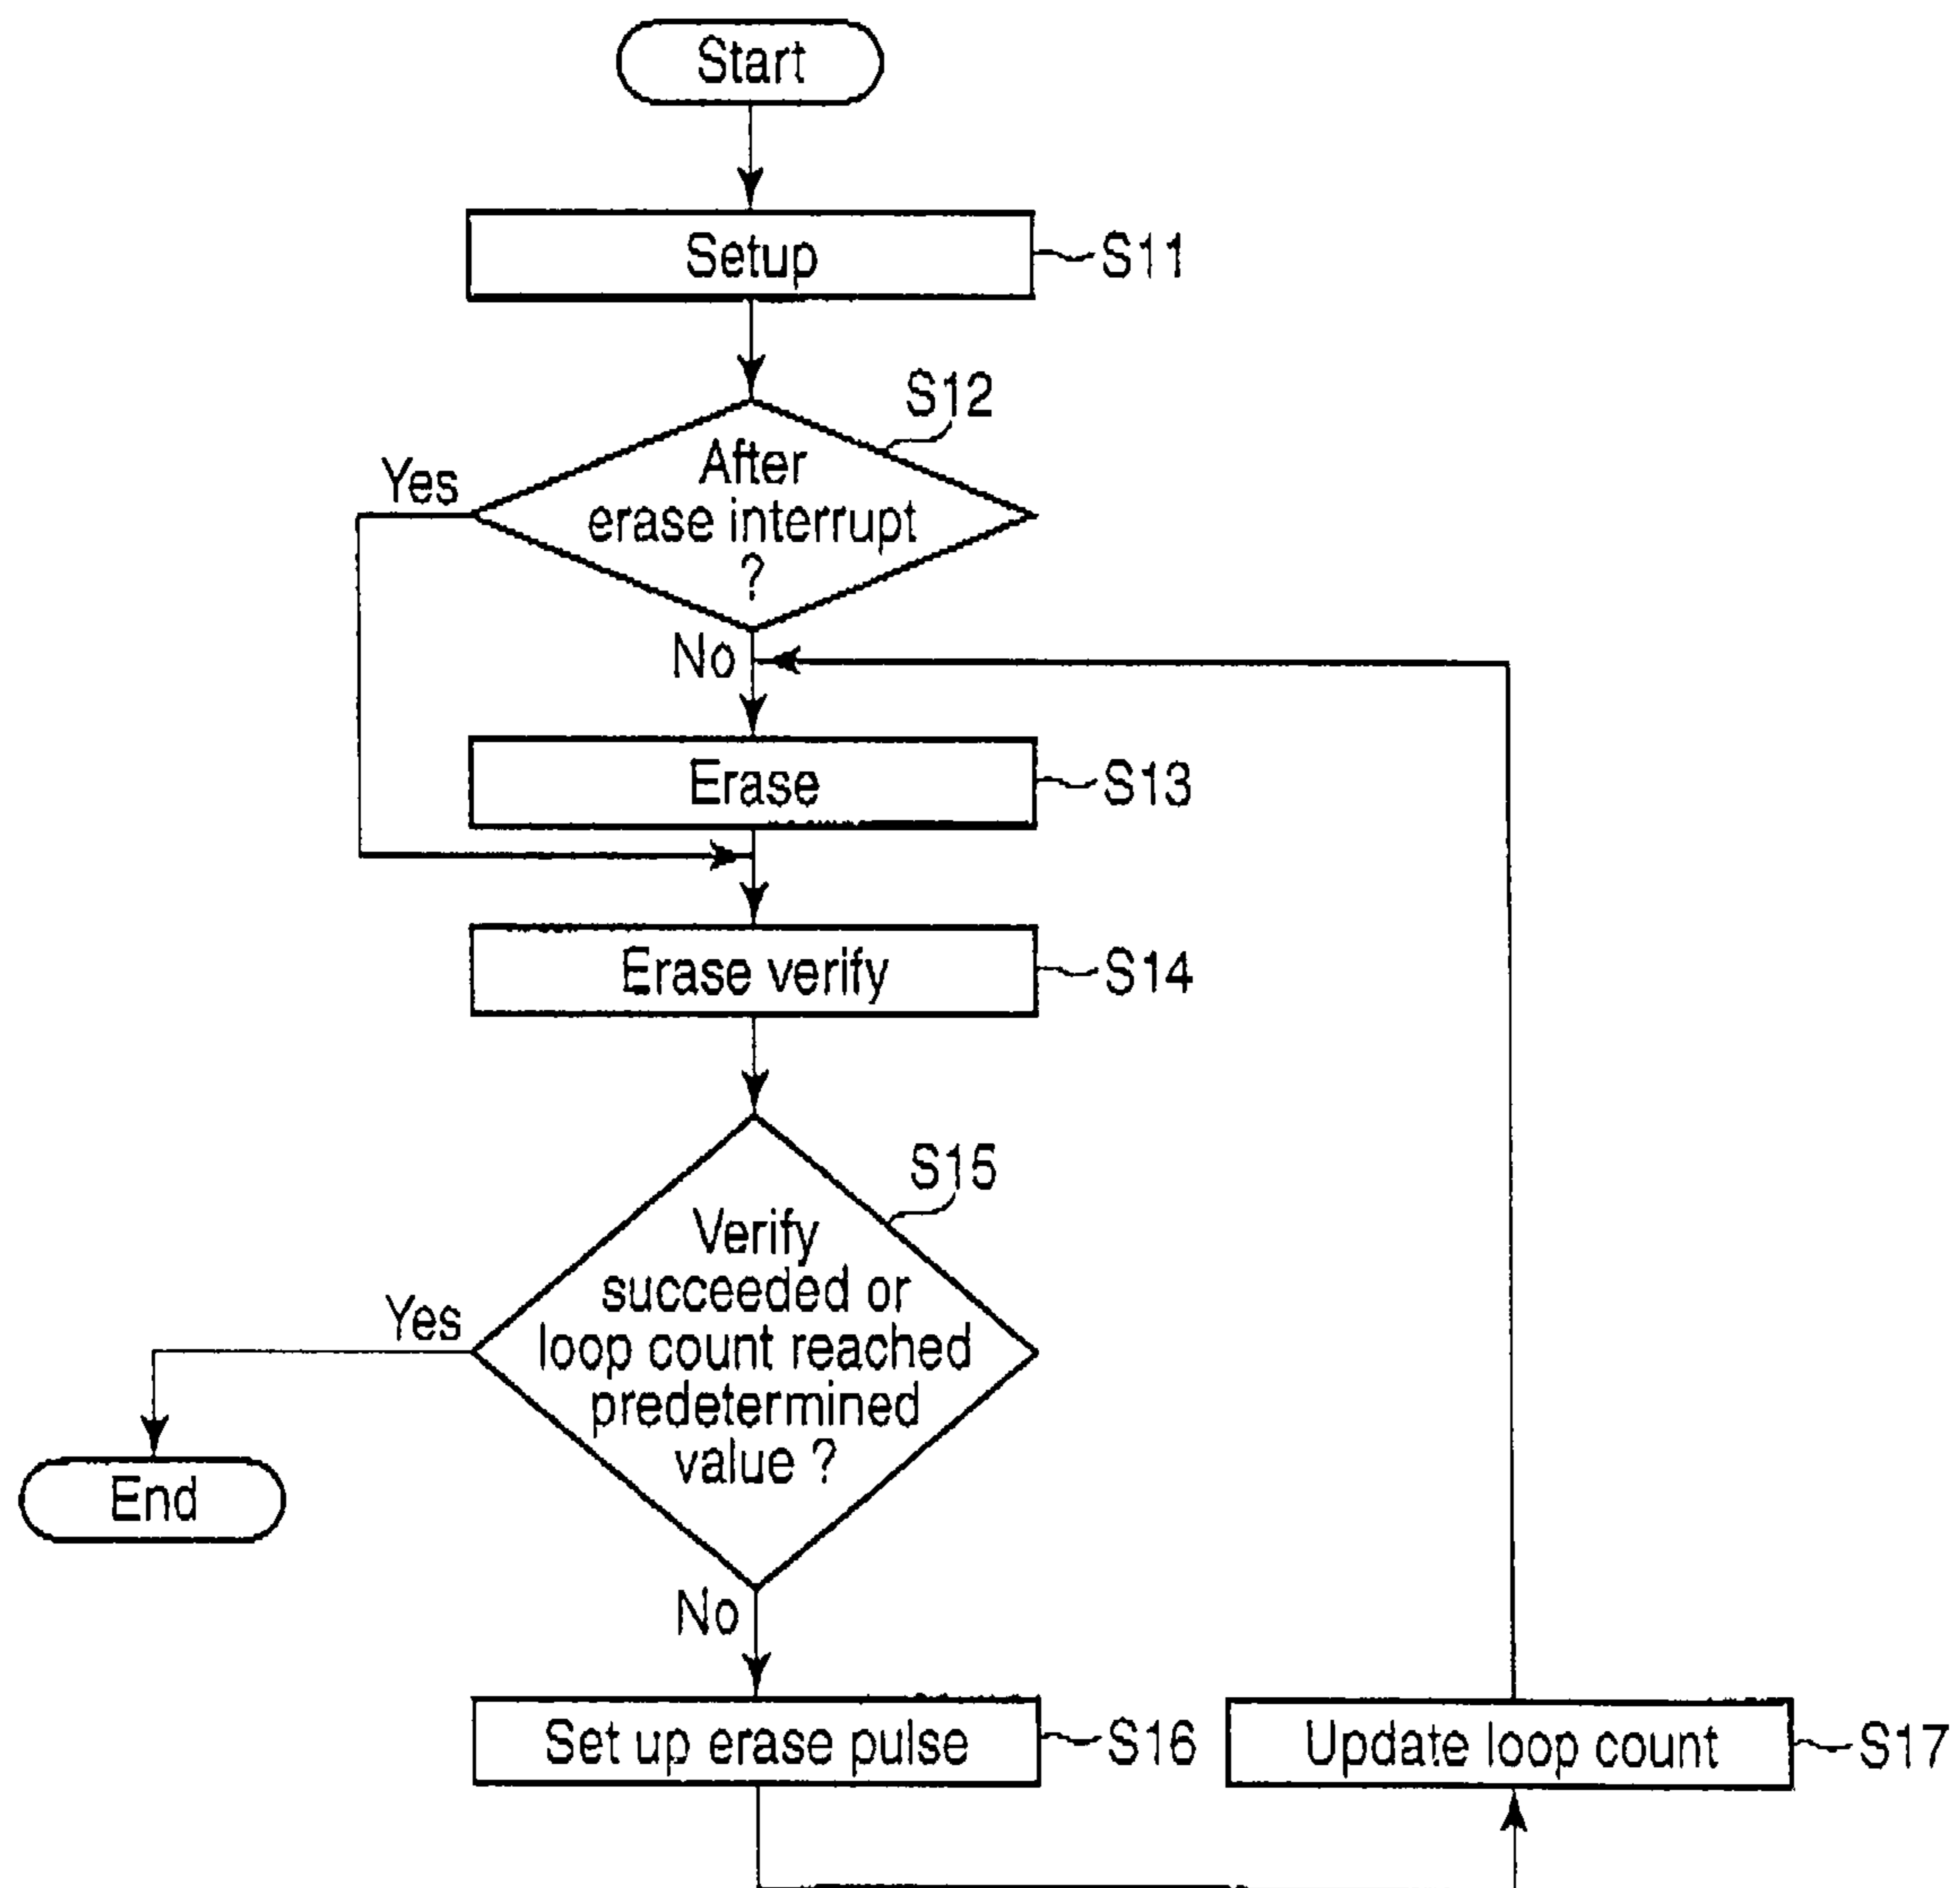 Start
Setup
S11
S12
After
erase interrupt
?
Yes
No
Erase
S13
Erase verify
S14
S15
Verify
succeeded or
loop count reached
predetermined
value ?
Yes
End
No
Set up erase pulse
S16
Update loop count
S17